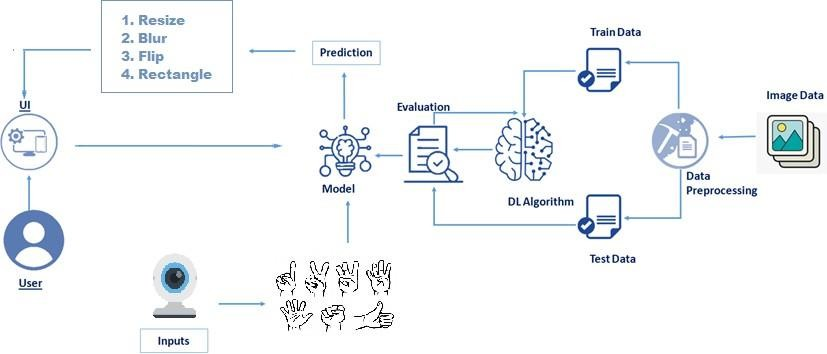 1. Resize
2. Blur
3. Flip
4. Rectangle
Prediction
Train Data
UI
Evaluation
Image Data
Model
DL Algorithm
Data
Preprocessing
User
Test Data
Inputs